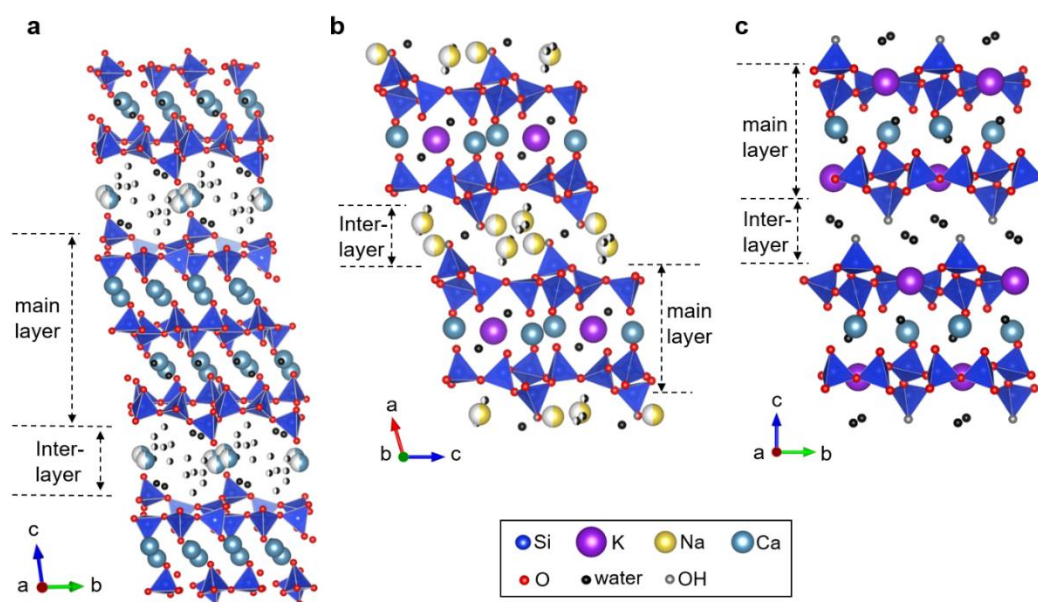 a
main
layer
Inter-
layer
c
a
b
b
Inter-
layer
main
layer
a
b
c
c
main
layer
Inter-
layer
c
a
b
Si
K
Na
Ca
O
water
OH